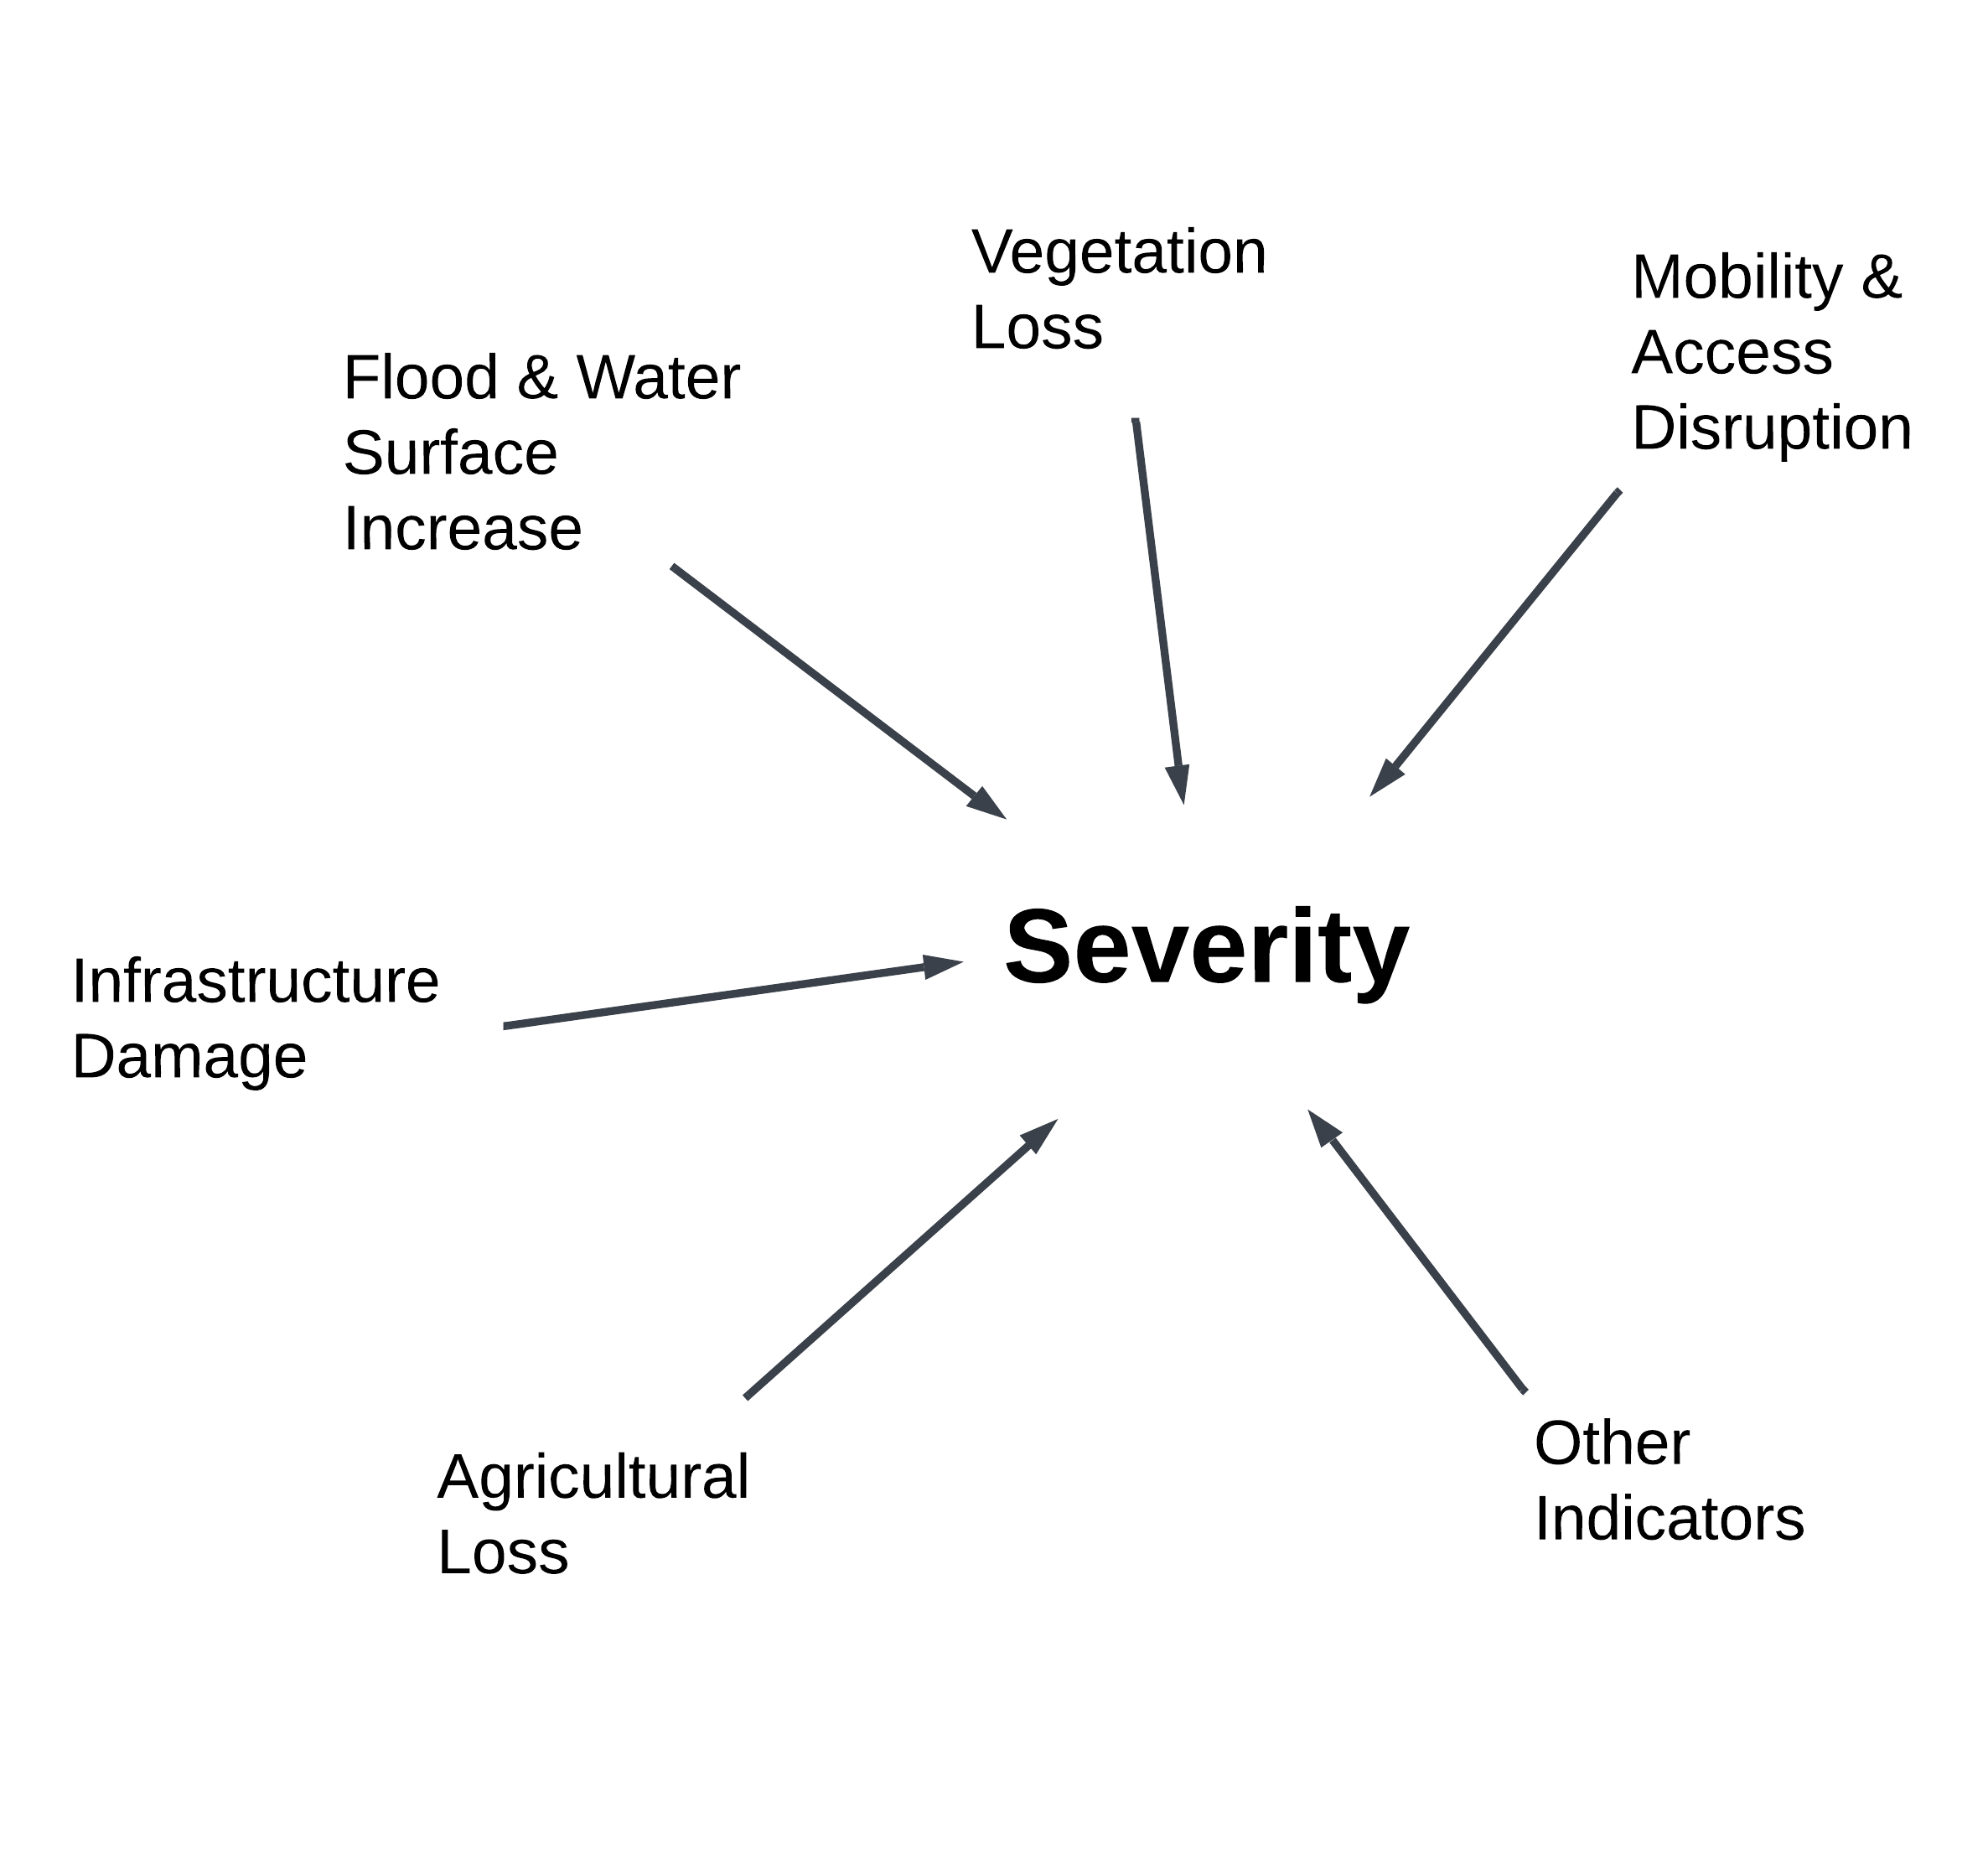 Vegetation
Loss
Mobility &
Access
Disruption
Flood & Water
Surface
Increase
Severity
Infrastructure
Damage
Agricultural
Loss
Other
Indicators